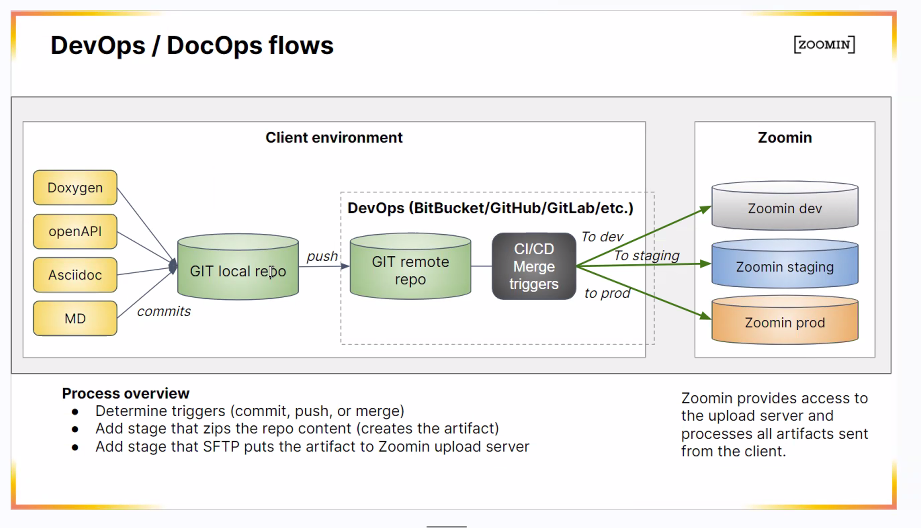 DevOps / DocOps flows
[ZOOMIN]
Client environment
Zoomin
Doxygen
openAPI
Asciidoc
MD
commits
GIT local repo
push
DevOps (BitBucket/GitHub/GitLab/etc.)
GIT remote
repo
CI/CD
Merge
triggers
To dev
To staging
to prod
Zoomin dev
Zoomin staging
Zoomin prod
Process overview
● Determine triggers (commit, push, or merge)
● Add stage that zips the repo content (creates the artifact)
● Add stage that SFTP puts the artifact to Zoomin upload server
Zoomin provides access to
the upload server and
processes all artifacts sent
from the client.